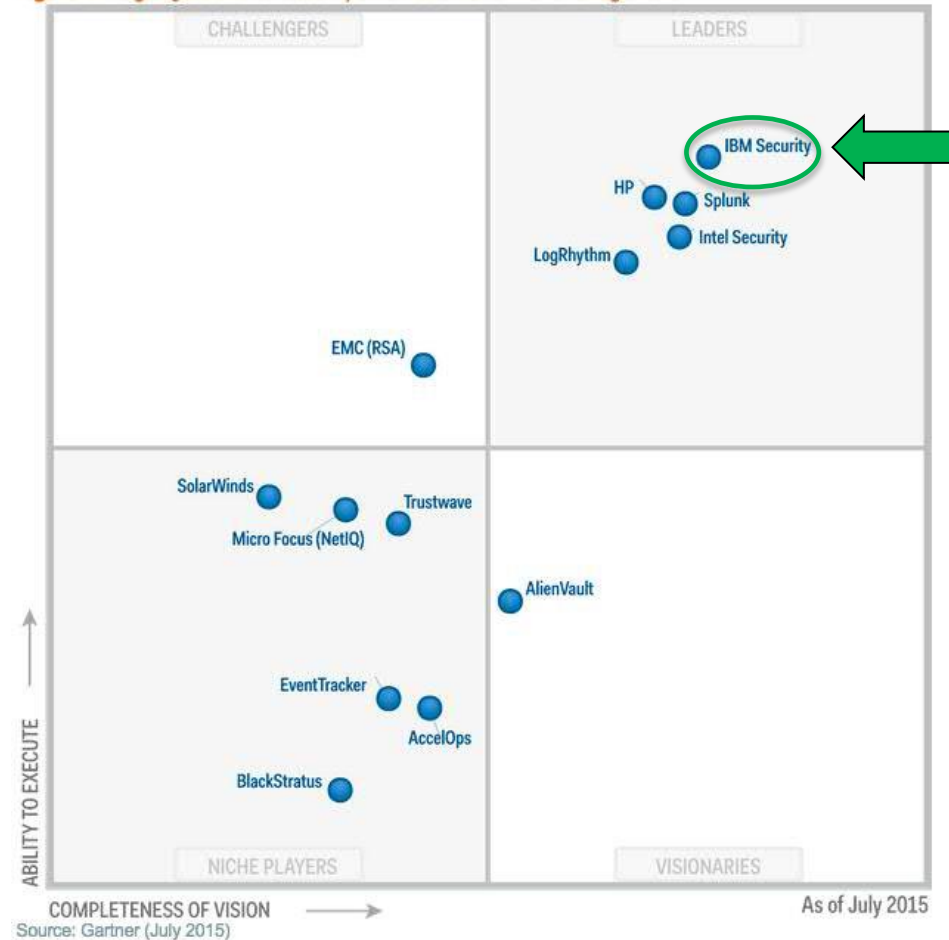 CHALLENGERS
LEADERS
IBM Security
HP
Splunk
Intel Security
LogRhythm
EMC (RSA)
SolarWinds
Trustwave
Micro Focus (NetIQ)
AlienVault
EventTracker
AccelOps
BlackStratus
ABILITY TO EXECUTE
NICHE PLAYERS
VISIONARIES
COMPLETENESS OF VISION
As of July 2015
Source: Gartner (July 2015)